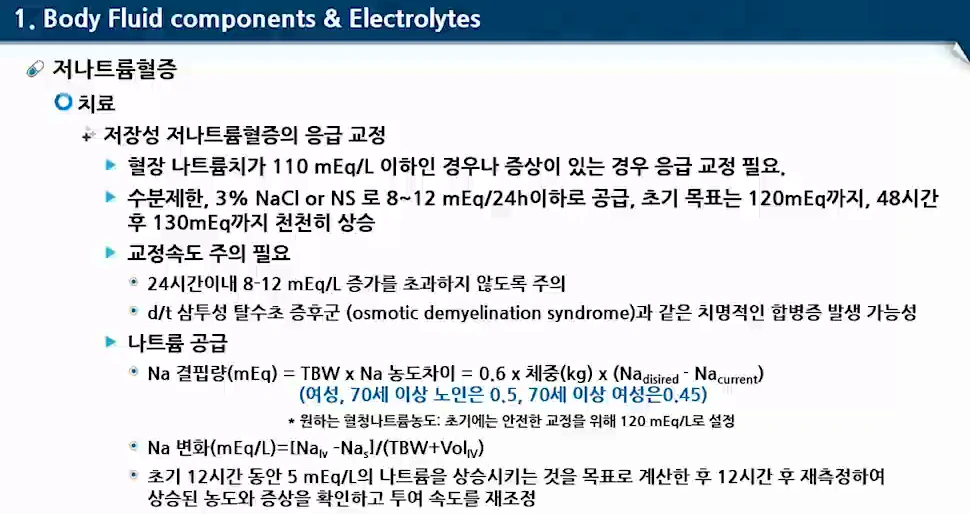 1. Body Fluid components & Electrolytes
저나트륨혈증
치료
저장성 저나트륨혈증의 응급 교정
혈장 나트륨치가 110 mEq/L 이하인 경우나 증상이 있는 경우 응급 교정 필요.
수분제한, 3% NaCl or NS 로 8~12 mEq/24h이하로 공급, 초기 목표는 120mEq까지, 48시간
후 130mEq까지 천천히 상승
교정속도 주의 필요
24시간이내 8-12 mEq/L 증가를 초과하지 않도록 주의
d/t 삼투성 탈수초 증후군 (osmotic demyelination syndrome)과 같은 치명적인 합병증 발생 가능성
나트륨 공급
Na 결핍량(mEq) = TBW x Na 농도차이 = 0.6 x 체중(kg) x (Nadisired - Nacurrent)
(여성, 70세 이상 노인은 0.5, 70세 이상 여성은0.45)
* 원하는 혈청나트륨농도: 초기에는 안전한 교정을 위해 120 mEq/L로 설정
Na 변화(mEq/L)=[NaIv -Nas]/(TBW+VolIV)
초기 12시간 동안 5 mEq/L의 나트륨을 상승시키는 것을 목표로 계산한 후 12시간 후 재측정하여
상승된 농도와 증상을 확인하고 투여 속도를 재조정